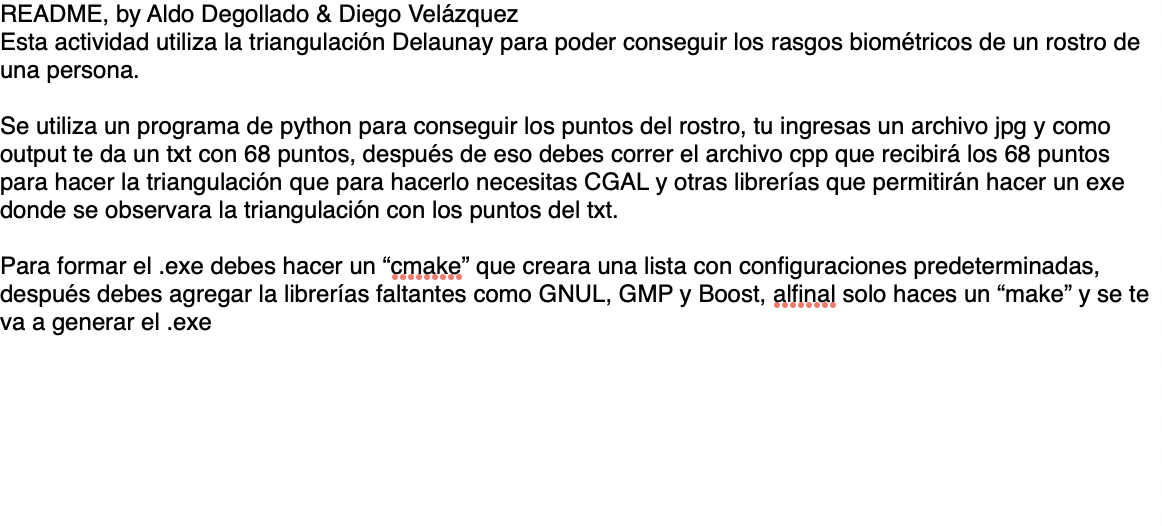 README, by Aldo Degollado & Diego Velázquez
Esta actividad utiliza la triangulación Delaunay para poder conseguir los rasgos biométricos de un rostro de
una persona.
Se utiliza un programa de python para conseguir los puntos del rostro, tu ingresas un archivo jpg y como
output te da un txt con 68 puntos, después de eso debes correr el archivo cpp que recibirá los 68 puntos
para hacer la triangulación que para hacerlo necesitas CGAL y otras librerías que permitirán hacer un exe
donde se observara la triangulación con los puntos del txt.
Para formar el .exe debes hacer un “cmake” que creara una lista con configuraciones predeterminadas,
después debes agregar la librerías faltantes como GNUL, GMP y Boost, alfinal solo haces un “make” y se te
va a generar el .exe